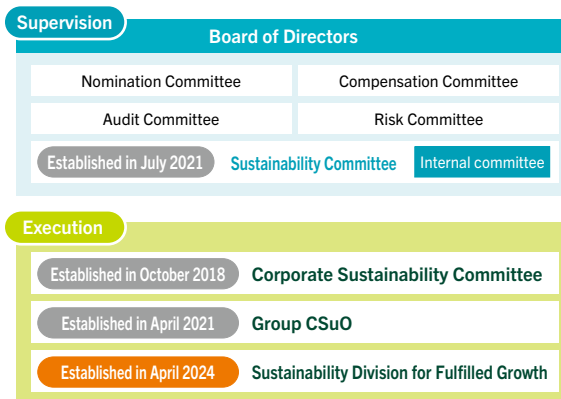 Supervision
Board of Directors
Nomination Committee
Compensation Committee
Audit Committee
Risk Committee
Established in July 2021
Sustainability Committee
Internal committee
Execution
Established in October 2018
Corporate Sustainability Committee
Established in April 2021
Group CSuO
Established in April 2024
Sustainability Division for Fulfilled Growth